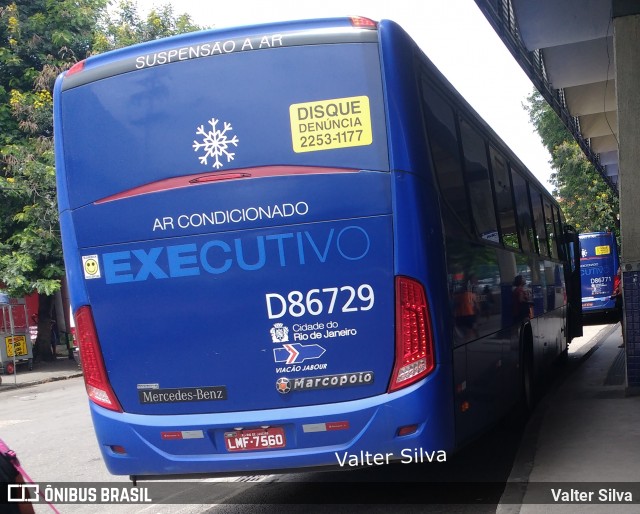 SUSPENSÃO A AR
DISQUE
DENÚNCIA
2253-1177
AR CONDICIONADO
EXECUTIVO
D86729
Cidade do
Rio de Janeiro
VIAÇÃO JABOUR
Mercedes-Benz
Marcopolo
LMF-7560
D86771
Valter Silva
ÔNIBUS BRASIL
Valter Silva